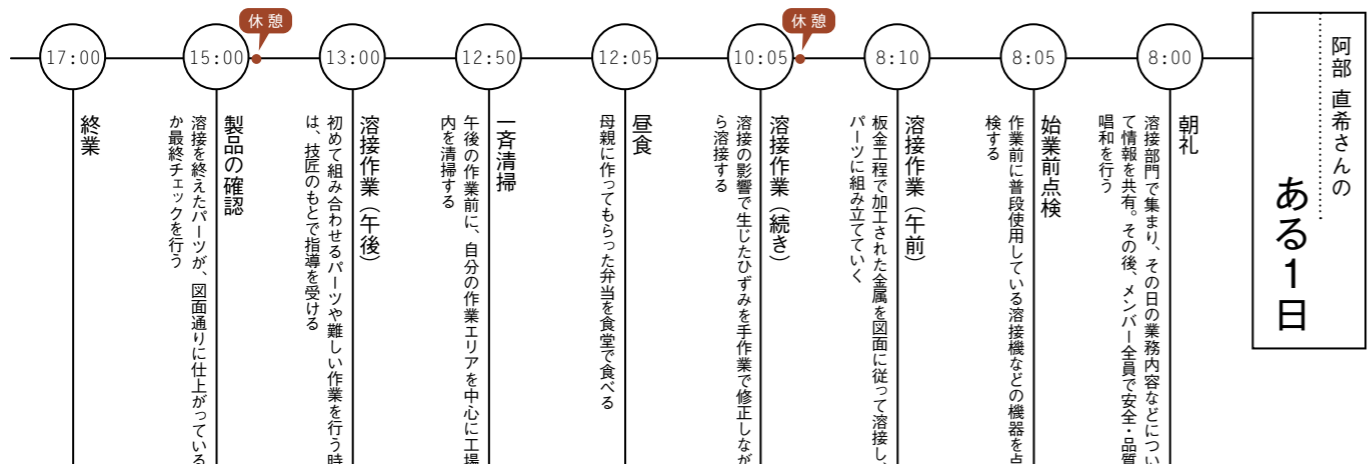 阿部 直希さんの
ある1日
8:00
朝礼
溶接部門で集まり、その日の業務内容などについ
て情報を共有。その後、メンバー全員で安全・品質
唱和を行う
8:05
始業前点検
作業前に普段使用している溶接機などの機器を点
検する
8:10
溶接作業（午前）
板金工程で加工された金属を図面に従って溶接し、
パーツに組み立てていく
休憩
10:05
溶接作業（続き）
溶接の影響で生じたひずみを手作業で修正しなが
ら溶接する
12:05
昼食
母親に作ってもらった弁当を食堂で食べる
12:50
一斉清掃
午後の作業前に、自分の作業エリアを中心に工場
内を清掃する
13:00
溶接作業（午後）
初めて組み合わせるパーツや難しい作業を行う時
は、技匠のもとで指導を受ける
休憩
15:00
製品の確認
溶接を終えたパーツが、図面通りに仕上がっている
か最終チェックを行う
17:00
終業